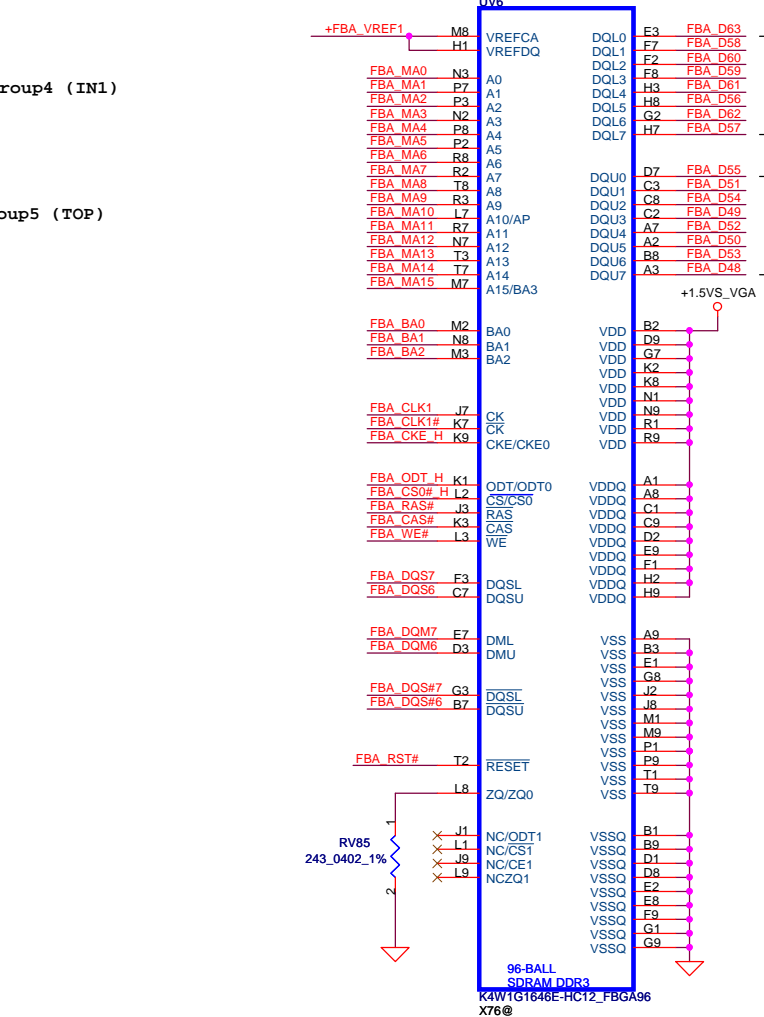 UV6
+FBA_VREF1 M8 VREFCA DQL0 E3 FBA_D63
H1 VREFDQ DQL1 F7 FBA_D58
DQL2 F2 FBA_D60
FBA_MA0 N3 A0 DQL3 F8 FBA_D59
roup4 (IN1) FBA_MA1 P7 A1 DQL4 H3 FBA_D61
FBA_MA2 P3 A2 DQL5 H8 FBA_D56
FBA_MA3 N2 A3 DQL6 G2 FBA_D62
FBA_MA4 P8 A4 DQL7 H7 FBA_D57
FBA_MA5 P2 A5
FBA_MA6 R8 A6
FBA_MA7 R2 A7 DQU0 D7 FBA_D55
FBA_MA8 T8 A8 DQU1 C3 FBA_D51
FBA_MA9 R3 A9 DQU2 C8 FBA_D54
oup5 (TOP) FBA_MA10 L7 A10/AP DQU3 C2 FBA_D49
FBA_MA11 R7 A11 DQU4 A7 FBA_D52
FBA_MA12 N7 A12 DQU5 A2 FBA_D50
FBA_MA13 T3 A13 DQU6 B8 FBA_D53
FBA_MA14 T7 A14 DQU7 A3 FBA_D48
FBA_MA15 M7 A15/BA3
+1.5VS_VGA
FBA_BA0 M2 BA0 VDD B2
FBA_BA1 N8 BA1 VDD D9
FBA_BA2 M3 BA2 VDD G7
VDD K2
VDD K8
VDD N1
FBA_CLK1 J7 CK VDD N9
FBA_CLK1# K7 CK VDD R1
FBA_CKE_H K9 CKE/CKE0 VDD R9
FBA_ODT_H K1 ODT/ODT0 VDDQ A1
FBA_CS0#_H L2 CS/CS0 VDDQ A8
FBA_RAS# J3 RAS VDDQ C1
FBA_CAS# K3 CAS VDDQ C9
FBA_WE# L3 WE VDDQ D2
VDDQ E9
VDDQ F1
FBA_DQS7 F3 DQSL VDDQ H2
FBA_DQS6 C7 DQSU VDDQ H9
FBA_DQM7 E7 DML VSS A9
FBA_DQM6 D3 DMU VSS B3
VSS E1
VSS G8
FBA_DQS#7 G3 DQSL VSS J2
FBA_DQS#6 B7 DQSU VSS J8
VSS M1
VSS M9
VSS P1
FBA_RST# T2 RESET VSS P9
VSS T1
L8 ZQ/ZQ0 VSS T9
1
J1 NC/ODT1 VSSQ B1
RV85 L1 NC/CS1 VSSQ B9
243_0402_1% J9 NC/CE1 VSSQ D1
L9 NCZQ1 VSSQ D8
2 VSSQ E2
VSSQ E8
VSSQ F9
VSSQ G1
VSSQ G9
96-BALL
SDRAM DDR3
K4W1G1646E-HC12_FBGA96
X76@